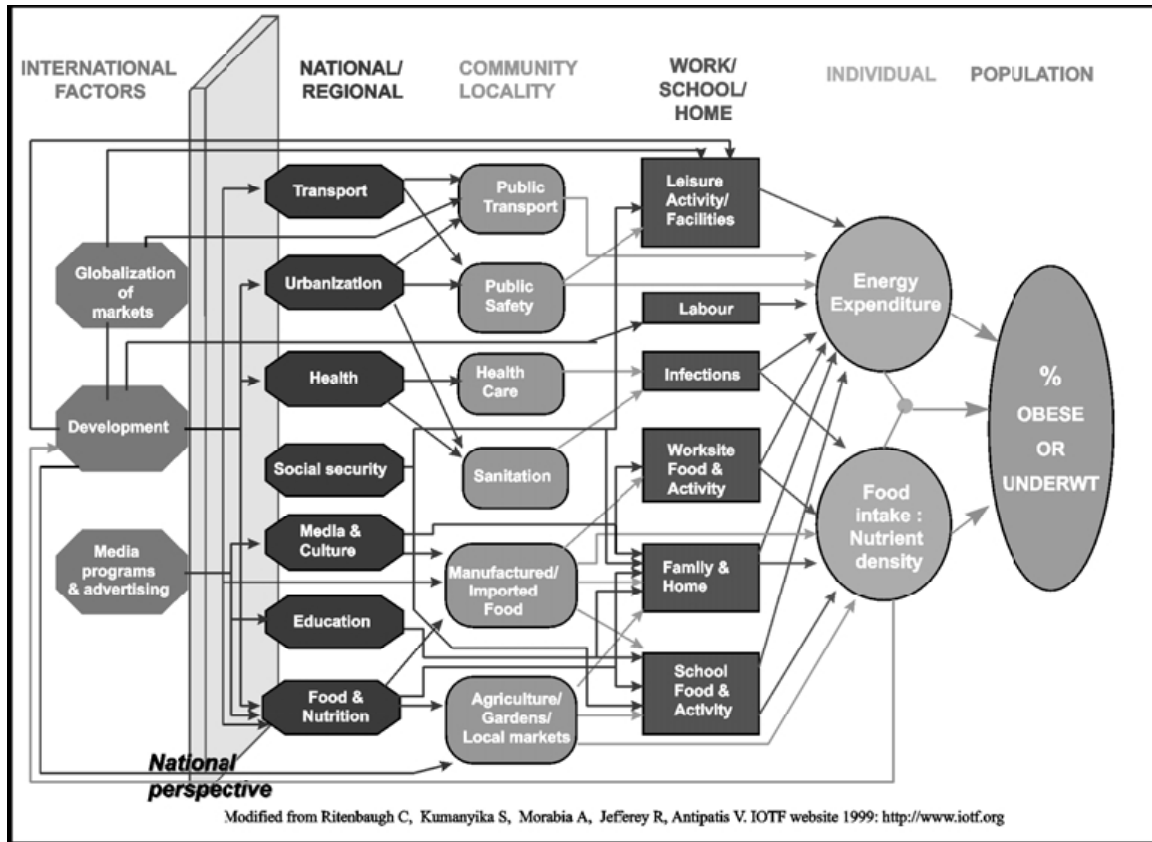 INTERNATIONAL
FACTORS
NATIONAL/
REGIONAL
COMMUNITY
LOCALITY
WORK/
SCHOOL/
HOME
INDIVIDUAL
POPULATION
Globalization
of
markets
Development
Media
programs
& advertising
Transport
Urbanization
Health
Social security
Media &
Culture
Education
Food &
Nutrition
Public
Transport
Public
Safety
Health
Care
Sanitation
Manufactured/
Imported
Food
Agriculture/
Gardens/
Local markets
Leisure
Activity/
Facilities
Labour
Infections
Worksite
Food &
Activity
Family &
Home
School
Food &
Activity
Energy
Expenditure
Food
intake :
Nutrient
density
%
OBESE
OR
UNDERWT
National
perspective
Modified from Ritenbaugh C, Kumanyika S, Morabia A, Jefferey R, Antipatis V. IOTF website 1999: http://www.iotf.org